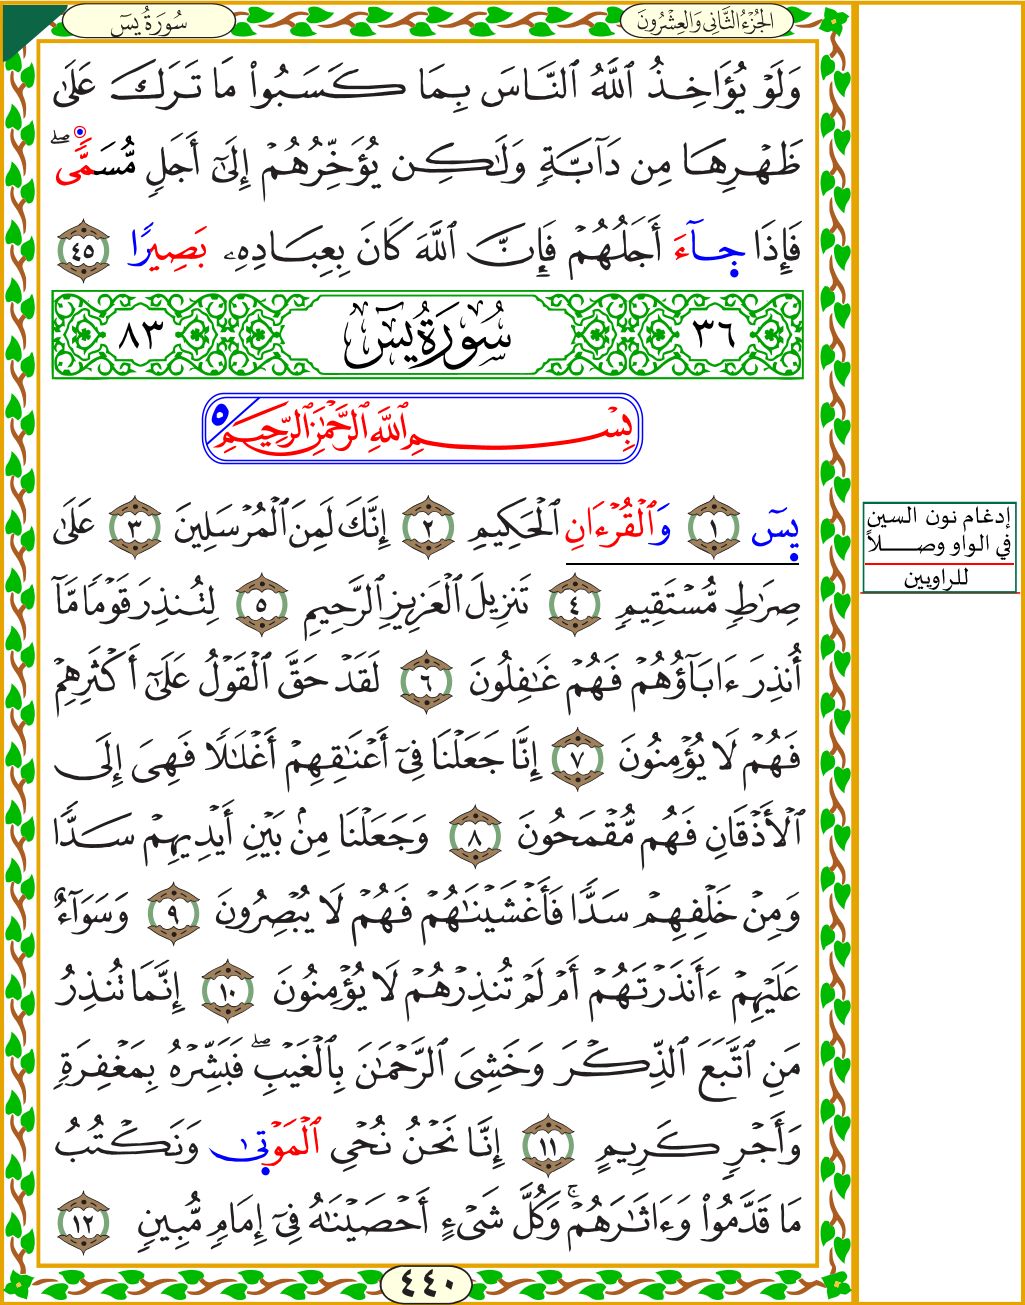 الجُزْءُ الثَّانِي وَالعِشْرُونَ
سُورَةُ يسٓ
وَلَوْ يُؤَاخِذُ ٱللَّهُ ٱلنَّاسَ بِمَا كَسَبُوا۟ مَا تَرَكَ عَلَىٰ
ظَهْرِهَا مِن دَآبَّةٍ وَلَٰكِن يُؤَخِّرُهُمْ إِلَىٰٓ أَجَلٍ مُّسَمًّى ۖ
فَإِذَا جَآءَ أَجَلُهُمْ فَإِنَّ ٱللَّهَ كَانَ بِعِبَادِهِۦ بَصِيرًا ٤٥
٣٦ سُورَةُ يسٓ ٨٣
بِسْمِ ٱللَّهِ ٱلرَّحْمَٰنِ ٱلرَّحِيمِ ٥
يسٓ ١ وَٱلْقُرْءَانِ ٱلْحَكِيمِ ٢ إِنَّكَ لَمِنَ ٱلْمُرْسَلِينَ ٣ عَلَىٰ
صِرَٰطٍ مُّسْتَقِيمٍ ٤ تَنزِيلَ ٱلْعَزِيزِ ٱلرَّحِيمِ ٥ لِتُنذِرَ قَوْمًا مَّآ
أُنذِرَ ءَابَآؤُهُمْ فَهُمْ غَٰفِلُونَ ٦ لَقَدْ حَقَّ ٱلْقَوْلُ عَلَىٰٓ أَكْثَرِهِمْ
فَهُمْ لَا يُؤْمِنُونَ ٧ إِنَّا جَعَلْنَا فِىٓ أَعْنَٰقِهِمْ أَغْلَٰلًا فَهِىَ إِلَى
ٱلْأَذْقَانِ فَهُم مُّقْمَحُونَ ٨ وَجَعَلْنَا مِنۢ بَيْنِ أَيْدِيهِمْ سَدًّا
وَمِنْ خَلْفِهِمْ سَدًّا فَأَغْشَيْنَٰهُمْ فَهُمْ لَا يُبْصِرُونَ ٩ وَسَوَآءٌ
عَلَيْهِمْ ءَأَنذَرْتَهُمْ أَمْ لَمْ تُنذِرْهُمْ لَا يُؤْمِنُونَ ١٠ إِنَّمَا تُنذِرُ
مَنِ ٱتَّبَعَ ٱلذِّكْرَ وَخَشِىَ ٱلرَّحْمَٰنَ بِٱلْغَيْبِ ۖ فَبَشِّرْهُ بِمَغْفِرَةٍ
وَأَجْرٍ كَرِيمٍ ١١ إِنَّا نَحْنُ نُحْىِ ٱلْمَوْتَىٰ وَنَكْتُبُ
مَا قَدَّمُوا۟ وَءَاثَٰرَهُمْ ۚ وَكُلَّ شَىْءٍ أَحْصَيْنَٰهُ فِىٓ إِمَامٍ مُّبِينٍ ١٢
٤٤٠
إدغام نون السين
في الواو وصلاً
للراويين